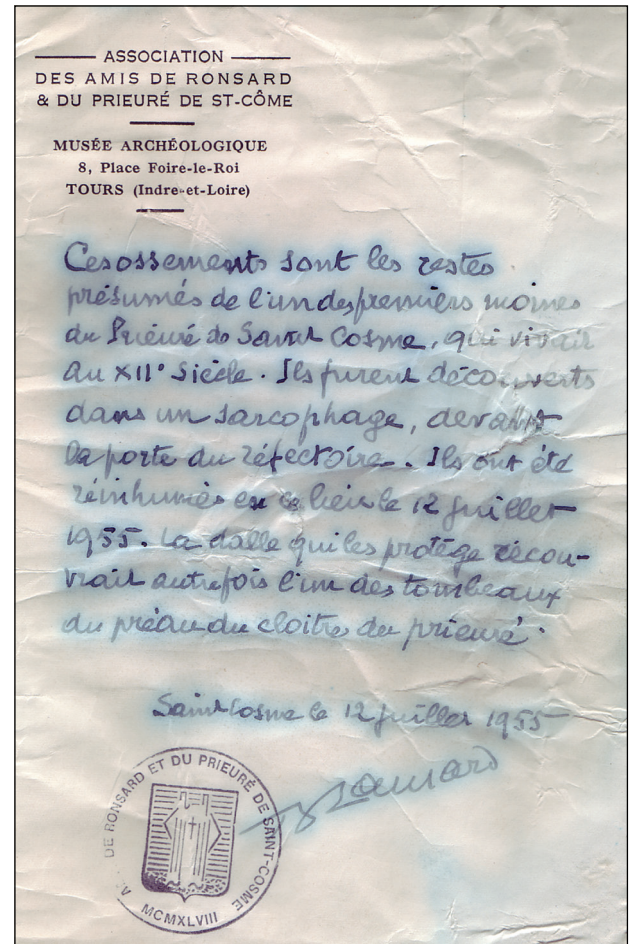 ASSOCIATION
DES AMIS DE RONSARD
& DU PRIEURÉ DE ST-CÔME
MUSÉE ARCHÉOLOGIQUE
8, Place Foire-le-Roi
TOURS (Indre-et-Loire)
Ces ossements sont les restes
présumés de l'un des premiers moines
du Prieuré de Saint Cosme, qui vivait
au XII° Siècle. Ils furent découverts
dans un sarcophage, devant
la porte du réfectoire. Ils ont été
réinhumés en ce lieu le 12 juillet
1955. La dalle qui les protège recou-
vrait autrefois l'un des tombeaux
du préau du cloître du prieuré.
Saint Cosme le 12 juillet 1955
A. DE RONSARD ET DU PRIEURÉ DE SAINT-COSME
MCMXLVIII